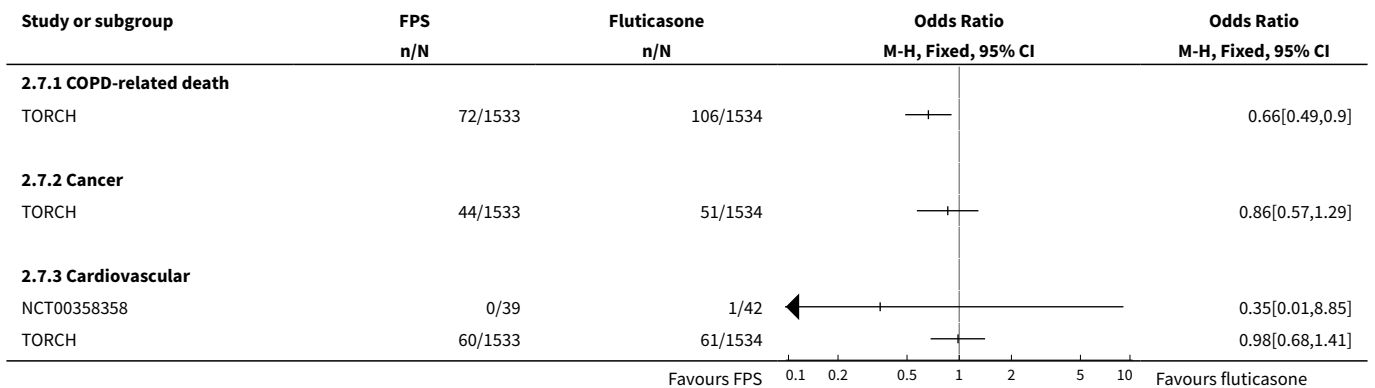 Study or subgroup FPS Fluticasone Odds Ratio Odds Ratio
n/N n/N M-H, Fixed, 95% CI M-H, Fixed, 95% CI
2.7.1 COPD-related death
TORCH 72/1533 106/1534 0.66[0.49,0.9]
2.7.2 Cancer
TORCH 44/1533 51/1534 0.86[0.57,1.29]
2.7.3 Cardiovascular
NCT00358358 0/39 1/42 0.35[0.01,8.85]
TORCH 60/1533 61/1534 0.98[0.68,1.41]
Favours FPS 0.1 0.2 0.5 1 2 5 10 Favours fluticasone